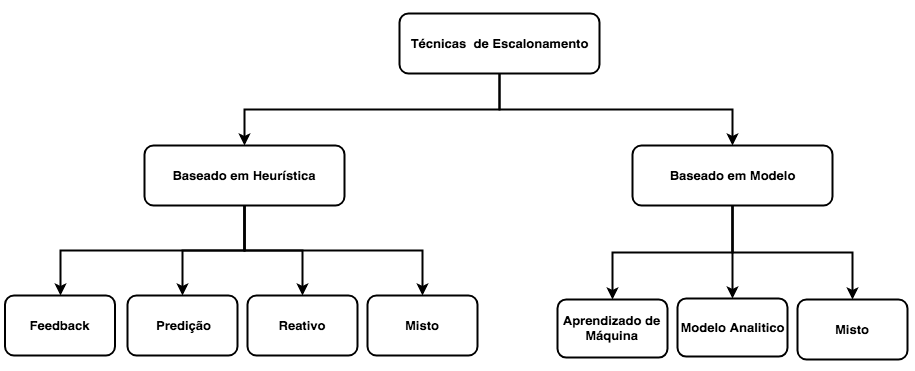 Técnicas de Escalonamento
Baseado em Heurística
Baseado em Modelo
Feedback
Predição
Reativo
Misto
Aprendizado de
Máquina
Modelo Analitico
Misto